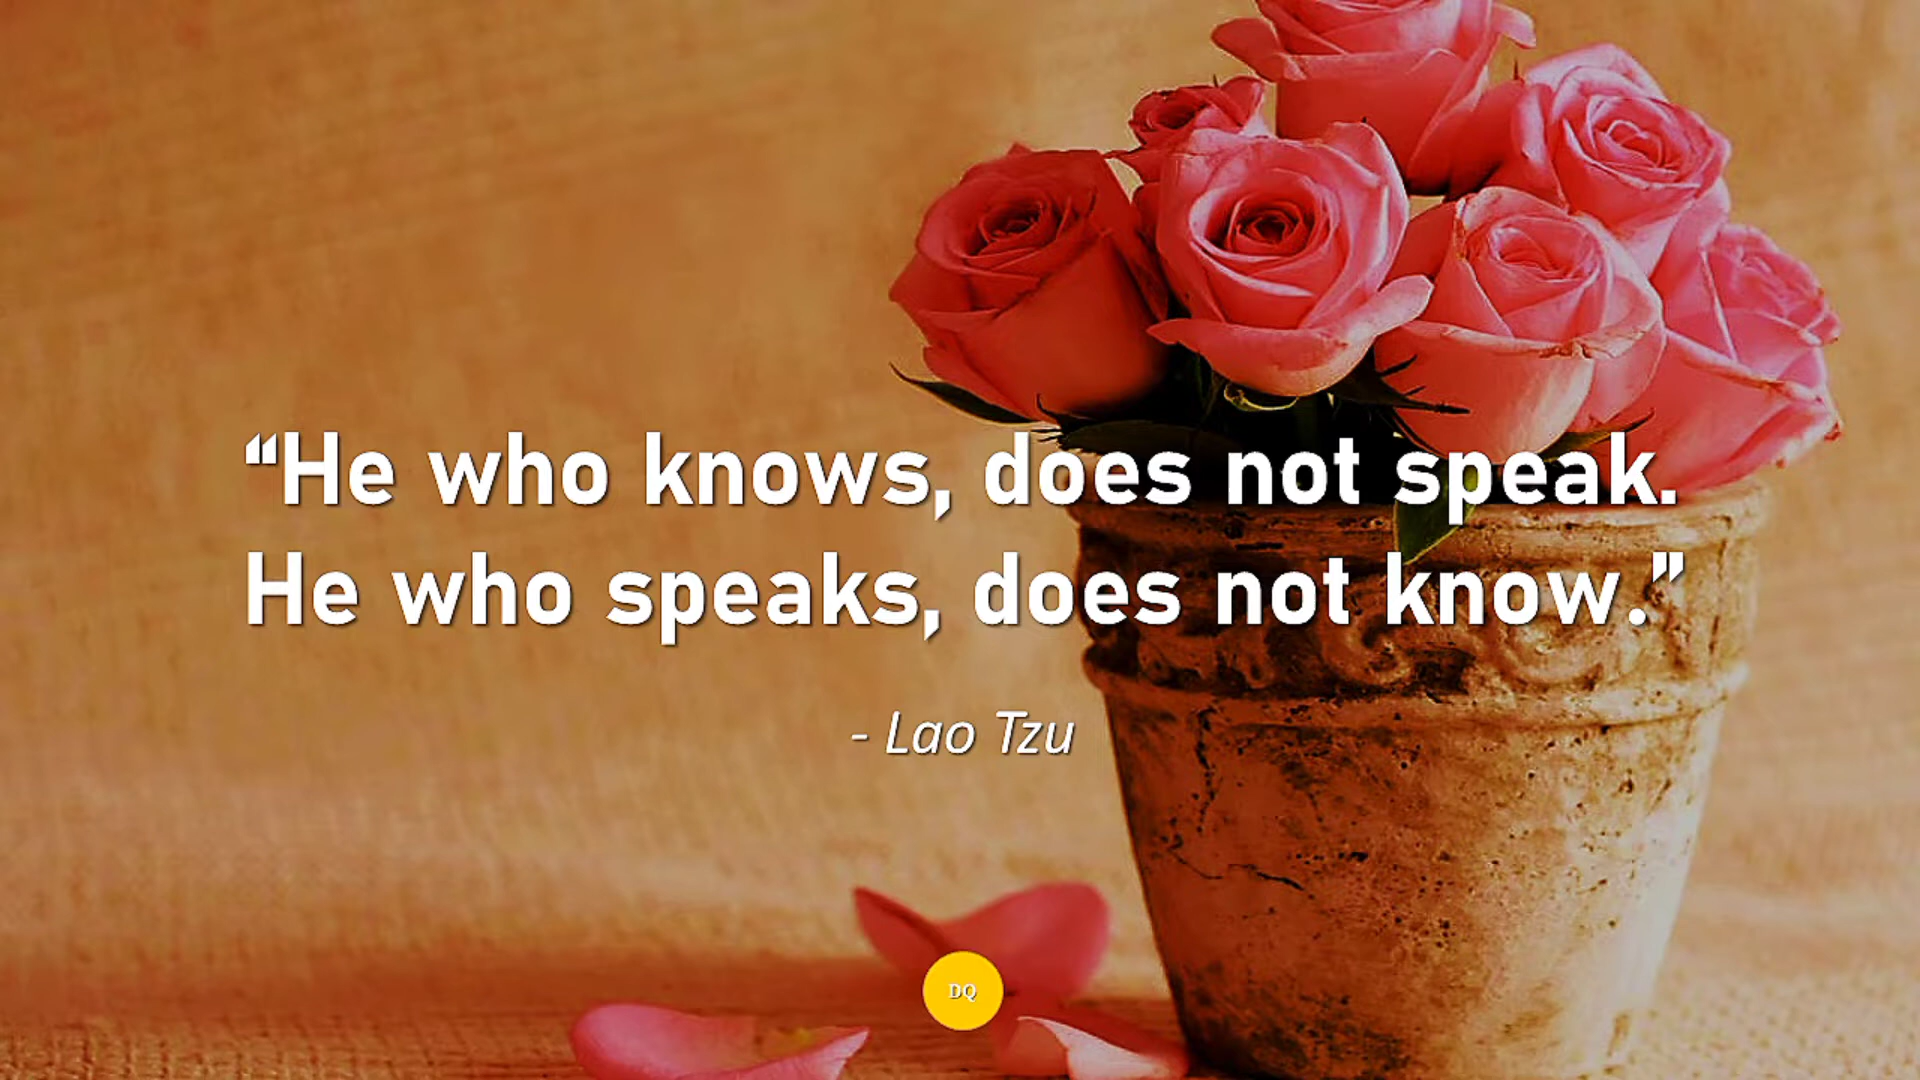 “He who knows, does not speak.
He who speaks, does not know.”
- Lao Tzu
DQ